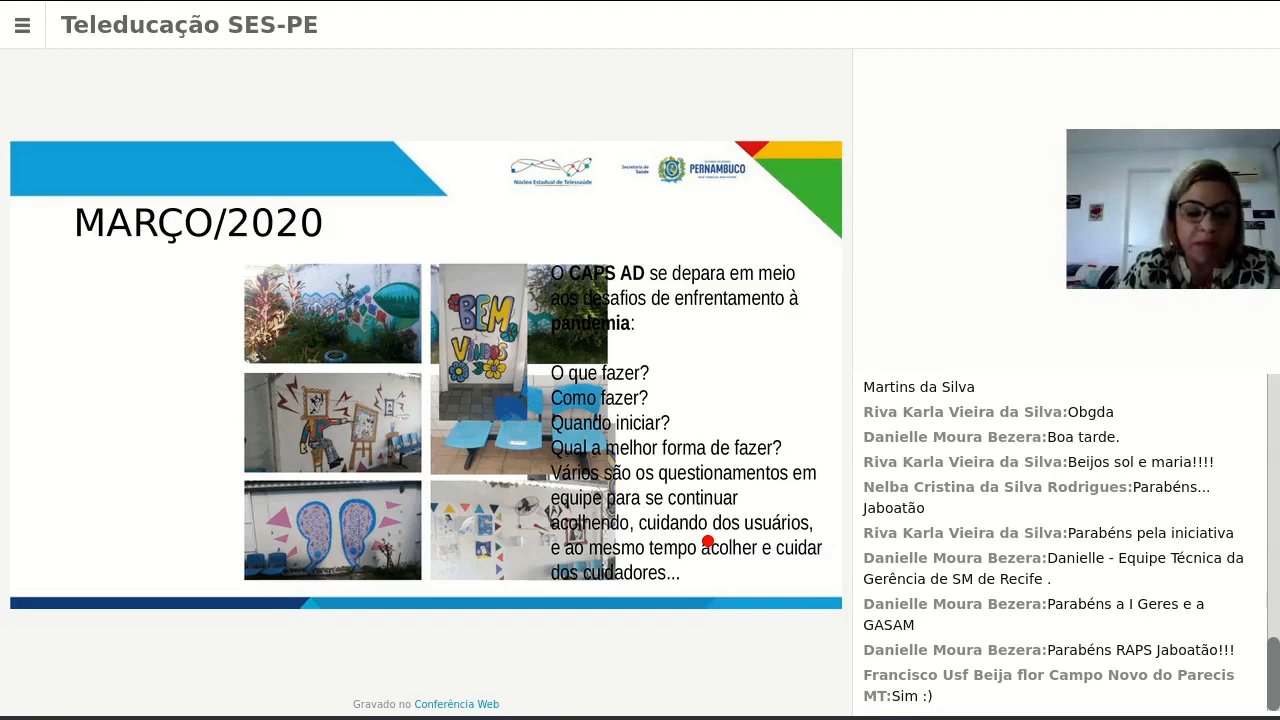 Teleducação SES-PE
Núcleo Estadual de Telessaúde
Secretaria de
Saúde
PERNAMBUCO
MARÇO/2020
O CAPS AD se depara em meio
aos desafios de enfrentamento à
pandemia:
BEM
VINDOS
O que fazer?
Como fazer?
Quando iniciar?
Qual a melhor forma de fazer?
Vários são os questionamentos em
equipe para se continuar
acolhendo, cuidando dos usuários,
e ao mesmo tempo acolher e cuidar
dos cuidadores...
Gravado no Conferência Web
Martins da Silva
Riva Karla Vieira da Silva:Obgda
Danielle Moura Bezera:Boa tarde.
Riva Karla Vieira da Silva:Beijos sol e maria!!!!
Nelba Cristina da Silva Rodrigues:Parabéns...
Jaboatão
Riva Karla Vieira da Silva:Parabéns pela iniciativa
Danielle Moura Bezera:Danielle - Equipe Técnica da
Gerência de SM de Recife .
Danielle Moura Bezera:Parabéns a I Geres e a
GASAM
Danielle Moura Bezera:Parabéns RAPS Jaboatão!!!
Francisco Usf Beija flor Campo Novo do Parecis
MT:Sim :)